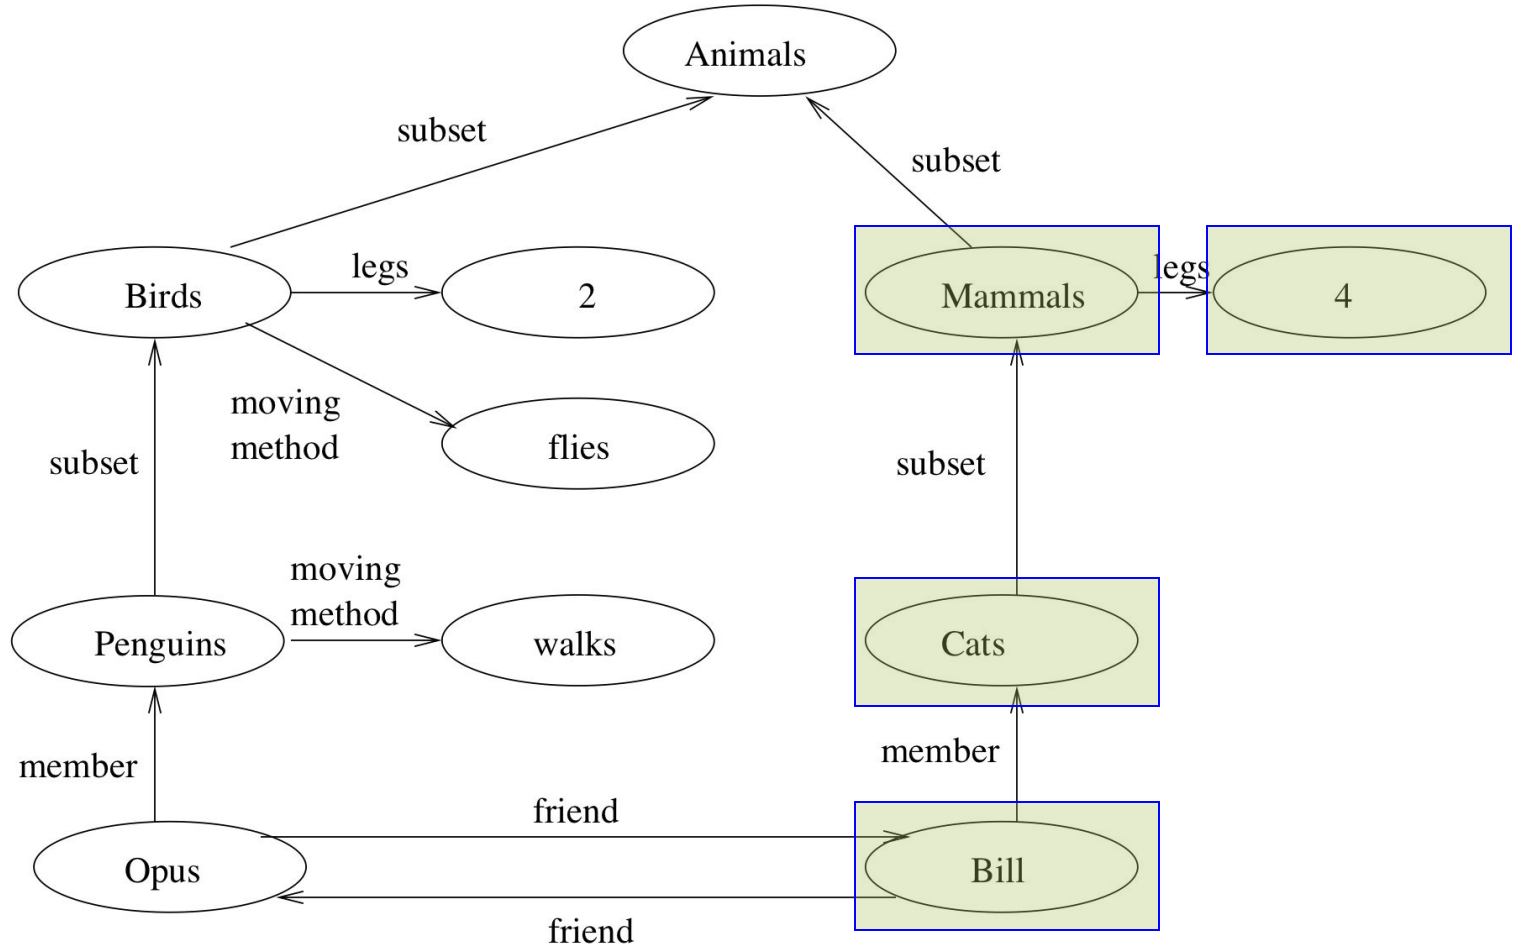 Animals
subset
subset
legs
legs
Birds
2
Mammals
4
moving
method
flies
subset
subset
moving
method
Penguins
walks
Cats
member
member
friend
Opus
Bill
friend